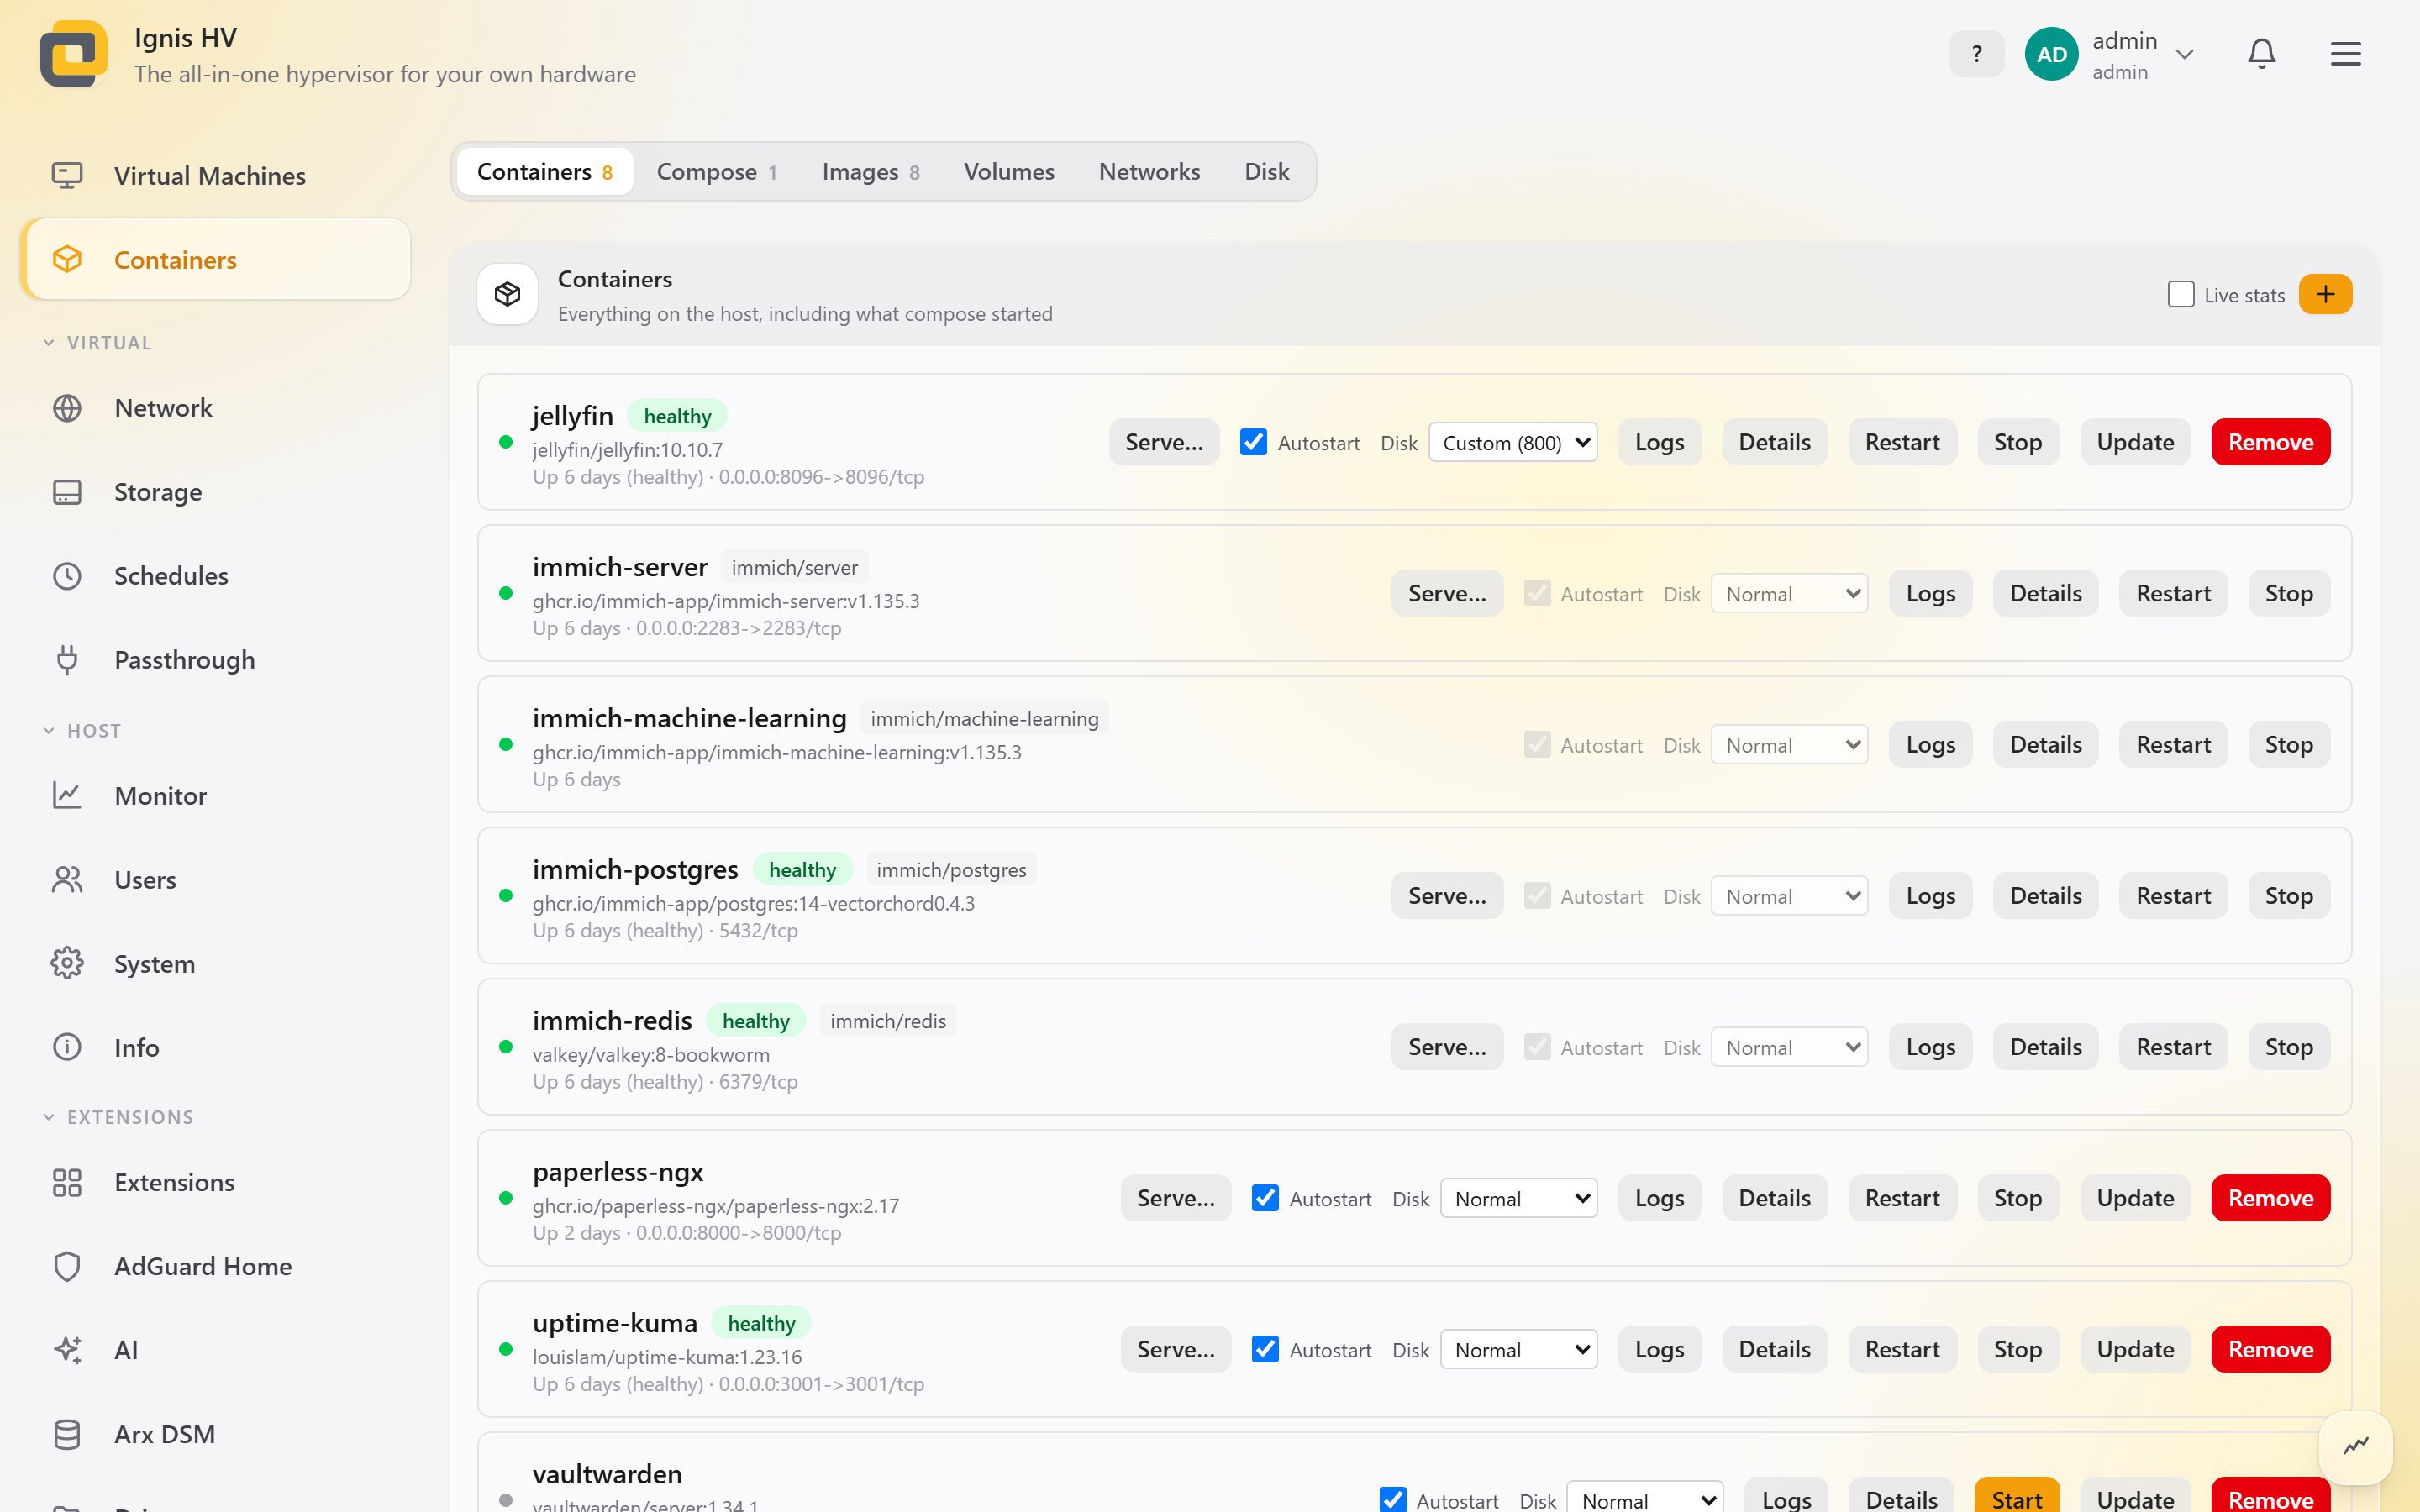 Ignis HV
The all-in-one hypervisor for your own hardware
?
AD
admin
admin
Virtual Machines
Containers
VIRTUAL
Network
Storage
Schedules
Passthrough
HOST
Monitor
Users
System
Info
EXTENSIONS
Extensions
AdGuard Home
AI
Arx DSM
Containers 8 Compose 1 Images 8 Volumes Networks Disk
Containers
Everything on the host, including what compose started
Live stats +
jellyfin healthy
jellyfin/jellyfin:10.10.7
Up 6 days (healthy) · 0.0.0.0:8096->8096/tcp
Serve... Autostart Disk Custom (800) Logs Details Restart Stop Update Remove
immich-server immich/server
ghcr.io/immich-app/immich-server:v1.135.3
Up 6 days · 0.0.0.0:2283->2283/tcp
Serve... Autostart Disk Normal Logs Details Restart Stop
immich-machine-learning immich/machine-learning
ghcr.io/immich-app/immich-machine-learning:v1.135.3
Up 6 days
Autostart Disk Normal Logs Details Restart Stop
immich-postgres healthy immich/postgres
ghcr.io/immich-app/postgres:14-vectorchord0.4.3
Up 6 days (healthy) · 5432/tcp
Serve... Autostart Disk Normal Logs Details Restart Stop
immich-redis healthy immich/redis
valkey/valkey:8-bookworm
Up 6 days (healthy) · 6379/tcp
Serve... Autostart Disk Normal Logs Details Restart Stop
paperless-ngx
ghcr.io/paperless-ngx/paperless-ngx:2.17
Up 2 days · 0.0.0.0:8000->8000/tcp
Serve... Autostart Disk Normal Logs Details Restart Stop Update Remove
uptime-kuma healthy
louislam/uptime-kuma:1.23.16
Up 6 days (healthy) · 0.0.0.0:3001->3001/tcp
Serve... Autostart Disk Normal Logs Details Restart Stop Update Remove
vaultwarden
vaultwarden/server:1.34.1
Autostart Disk Normal Logs Details Start Update Remove